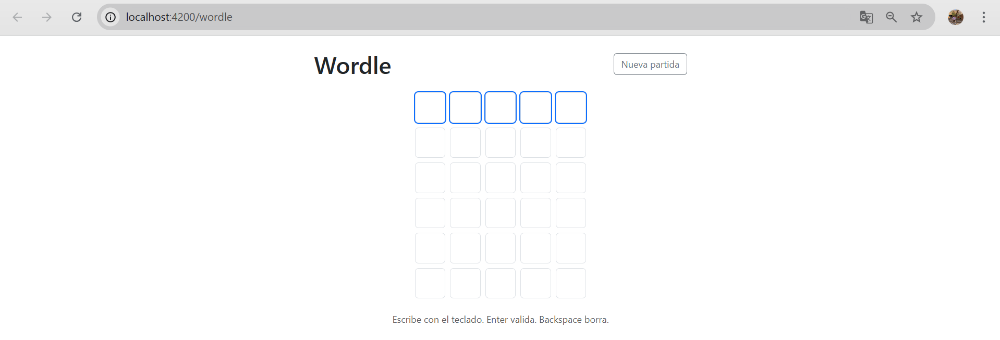 localhost:4200/wordle
Wordle
Nueva partida
Escribe con el teclado. Enter valida. Backspace borra.